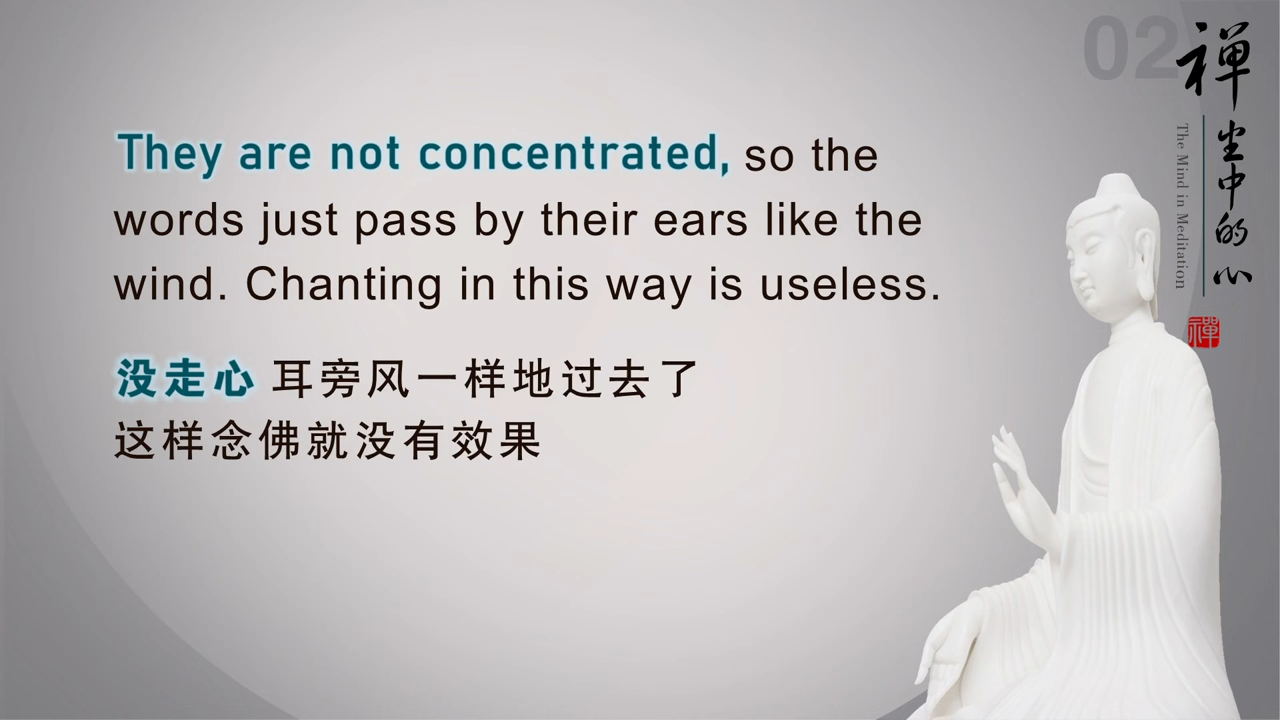 They are not concentrated, so the
words just pass by their ears like the
wind. Chanting in this way is useless.
没走心 耳旁风一样地过去了
这样念佛就没有效果
02
禅
坐中的心
The Mind in Meditation
禪